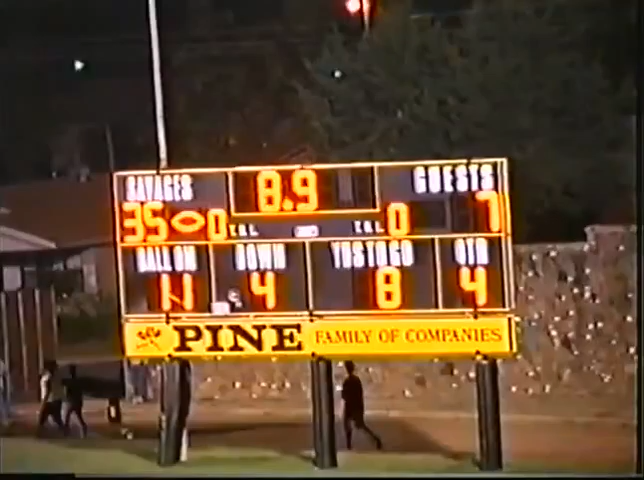 SAVAGES 8.9 GUESTS
35 0 T.O.L. T.O.L. 0 7
BALL ON DOWN YDS TO GO QTR
4 8 4
PINE FAMILY OF COMPANIES